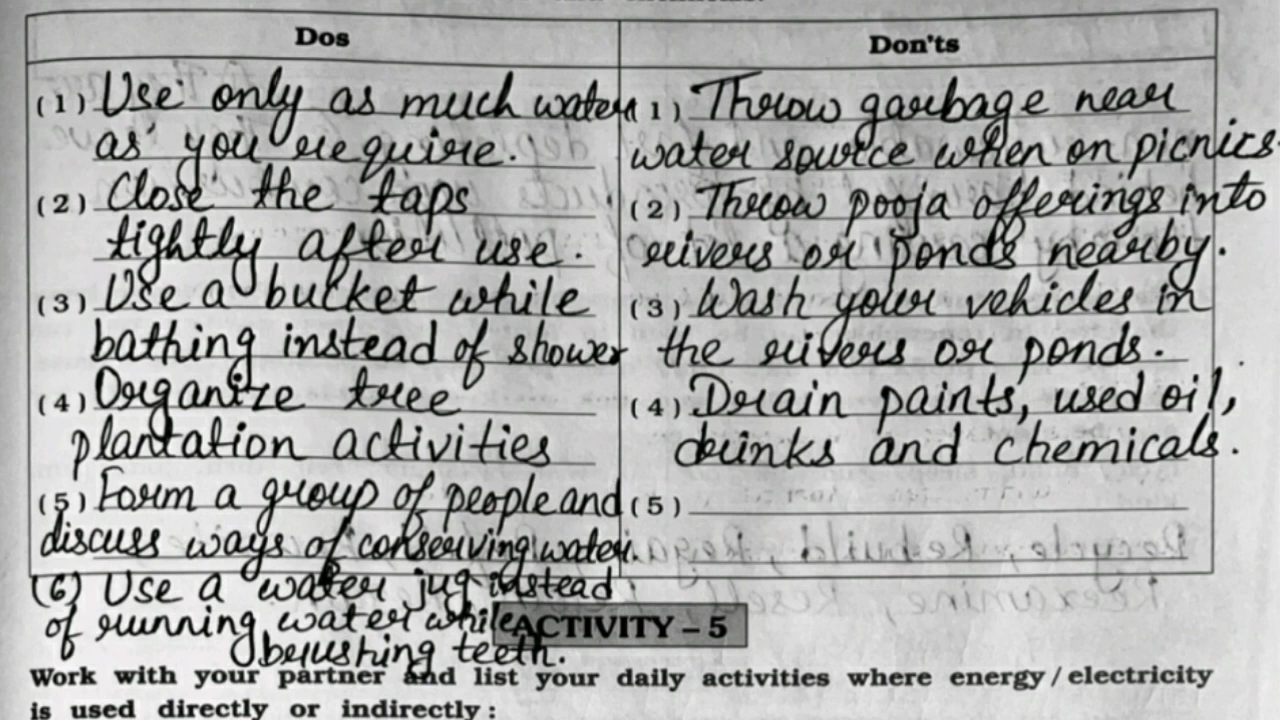 Dos
Don'ts
(1) Use only as much water
as you require.
(2) Close the taps
tightly after use.
(3) Use a bucket while
bathing instead of shower
(4) Organize tree
plantation activities
(5) Form a group of people and
discuss ways of conserving water.
(6) Use a water jug instead
of running water while
brushing teeth.
(1) Throw garbage near
water source when on picnics.
(2) Throw pooja offerings into
rivers or ponds nearby.
(3) Wash your vehicles in
the rivers or ponds.
(4) Drain paints, used oil,
drinks and chemicals.
(5)
ACTIVITY – 5
Work with your partner and list your daily activities where energy / electricity
is used directly or indirectly :